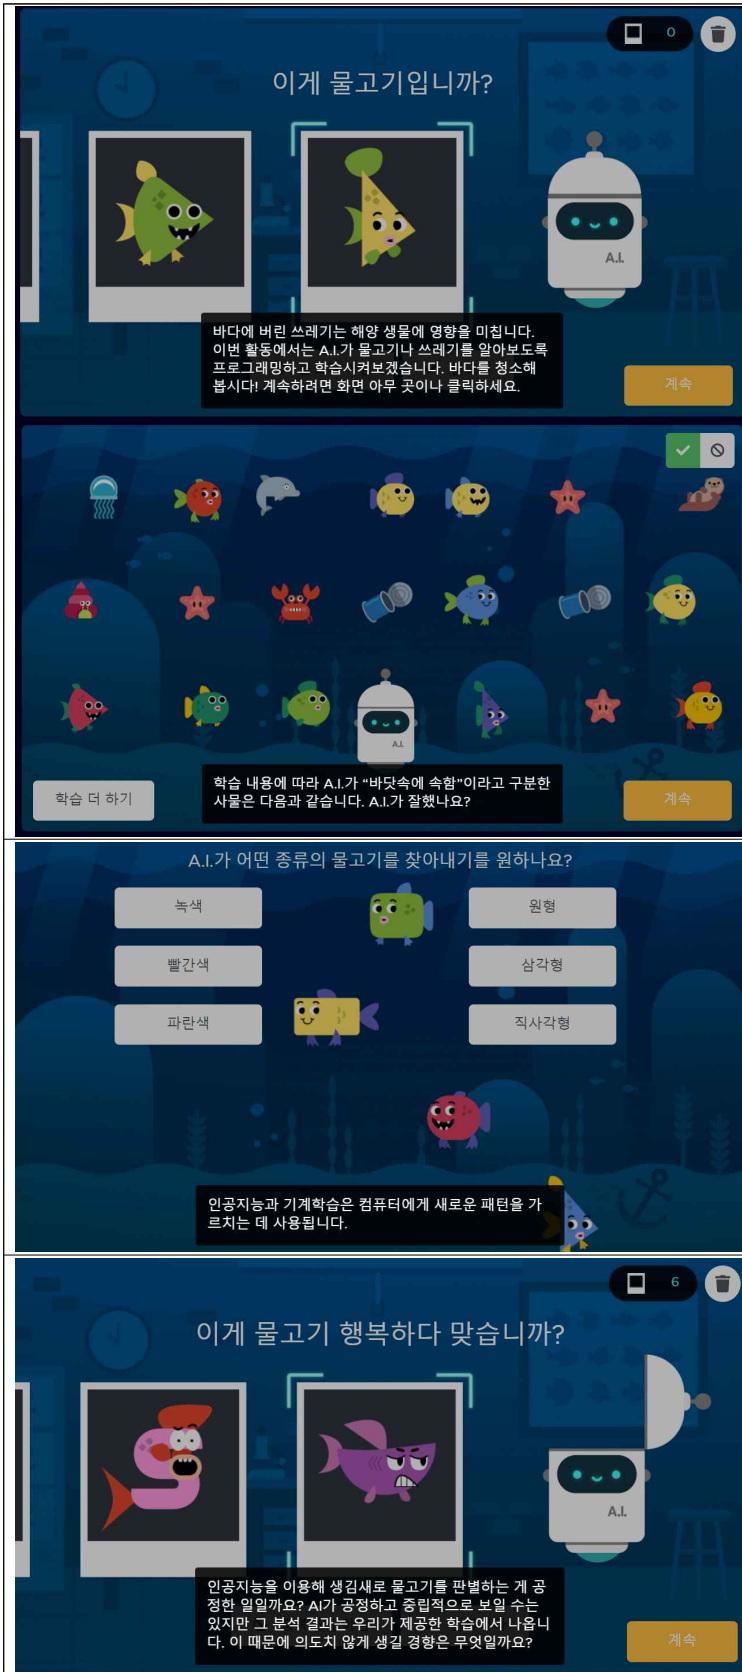 0
이게 물고기입니까?
A.I.
바다에 버린 쓰레기는 해양 생물에 영향을 미칩니다.
이번 활동에서는 A.I.가 물고기나 쓰레기를 알아보도록
프로그래밍하고 학습시켜보겠습니다. 바다를 청소해
봅시다! 계속하려면 화면 아무 곳이나 클릭하세요.
계속
A.I.
학습 더 하기
학습 내용에 따라 A.I.가 “바닷속에 속함”이라고 구분한
사물은 다음과 같습니다. A.I.가 잘했나요?
계속
A.I.가 어떤 종류의 물고기를 찾아내기를 원하나요?
녹색
원형
빨간색
삼각형
파란색
직사각형
인공지능과 기계학습은 컴퓨터에게 새로운 패턴을 가
르치는 데 사용됩니다.
6
이게 물고기 행복하다 맞습니까?
A.I.
인공지능을 이용해 생김새로 물고기를 판별하는 게 공
정한 일일까요? AI가 공정하고 중립적으로 보일 수는
있지만 그 분석 결과는 우리가 제공한 학습에서 나옵니
다. 이 때문에 의도치 않게 생길 경향은 무엇일까요?
계속